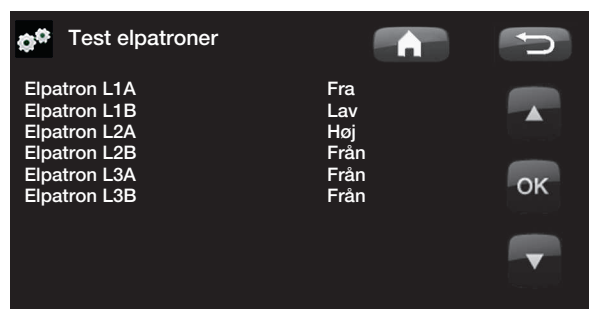 Test elpatroner
Elpatron L1A Fra
Elpatron L1B Lav
Elpatron L2A Høj
Elpatron L2B Från
Elpatron L3A Från
Elpatron L3B Från
OK